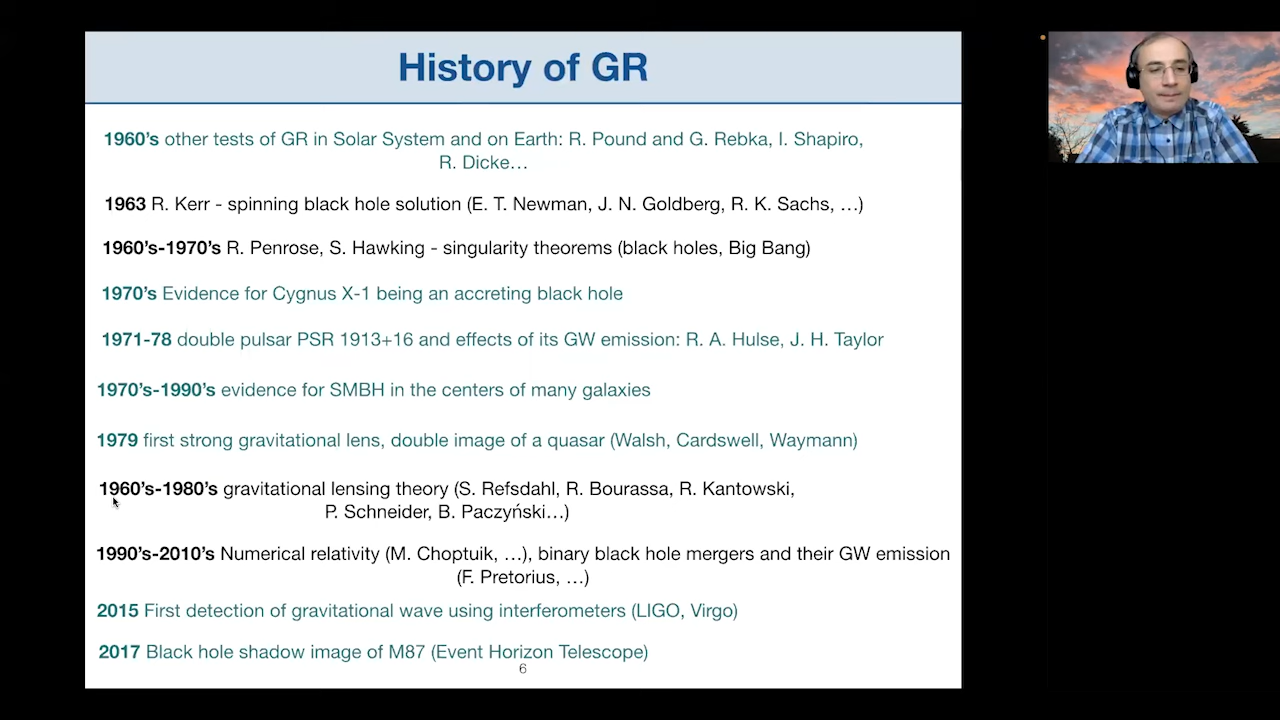 History of GR
1960's other tests of GR in Solar System and on Earth: R. Pound and G. Rebka, I. Shapiro,
R. Dicke…
1963 R. Kerr - spinning black hole solution (E. T. Newman, J. N. Goldberg, R. K. Sachs, …)
1960's-1970's R. Penrose, S. Hawking - singularity theorems (black holes, Big Bang)
1970's Evidence for Cygnus X-1 being an accreting black hole
1971-78 double pulsar PSR 1913+16 and effects of its GW emission: R. A. Hulse, J. H. Taylor
1970's-1990's evidence for SMBH in the centers of many galaxies
1979 first strong gravitational lens, double image of a quasar (Walsh, Cardswell, Waymann)
1960's-1980's gravitational lensing theory (S. Refsdahl, R. Bourassa, R. Kantowski,
P. Schneider, B. Paczyński…)
1990's-2010's Numerical relativity (M. Choptuik, …), binary black hole mergers and their GW emission
(F. Pretorius, …)
2015 First detection of gravitational wave using interferometers (LIGO, Virgo)
2017 Black hole shadow image of M87 (Event Horizon Telescope)
6